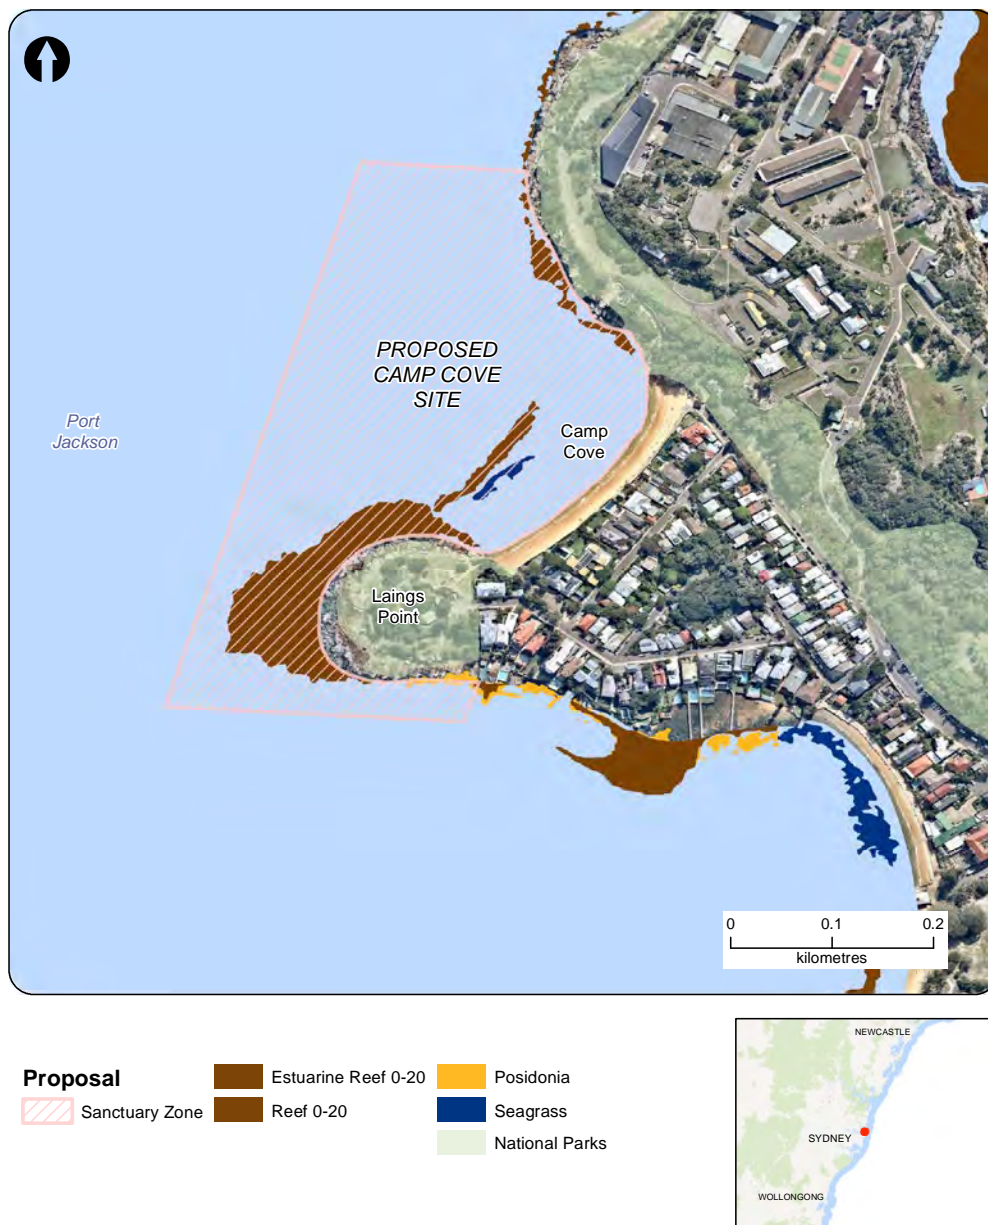 PROPOSED
CAMP COVE
SITE
Port
Jackson
Camp
Cove
Laings
Point
0 0.1 0.2
kilometres
Proposal
Sanctuary Zone
Estuarine Reef 0-20
Reef 0-20
Posidonia
Seagrass
National Parks
NEWCASTLE
SYDNEY
WOLLONGONG